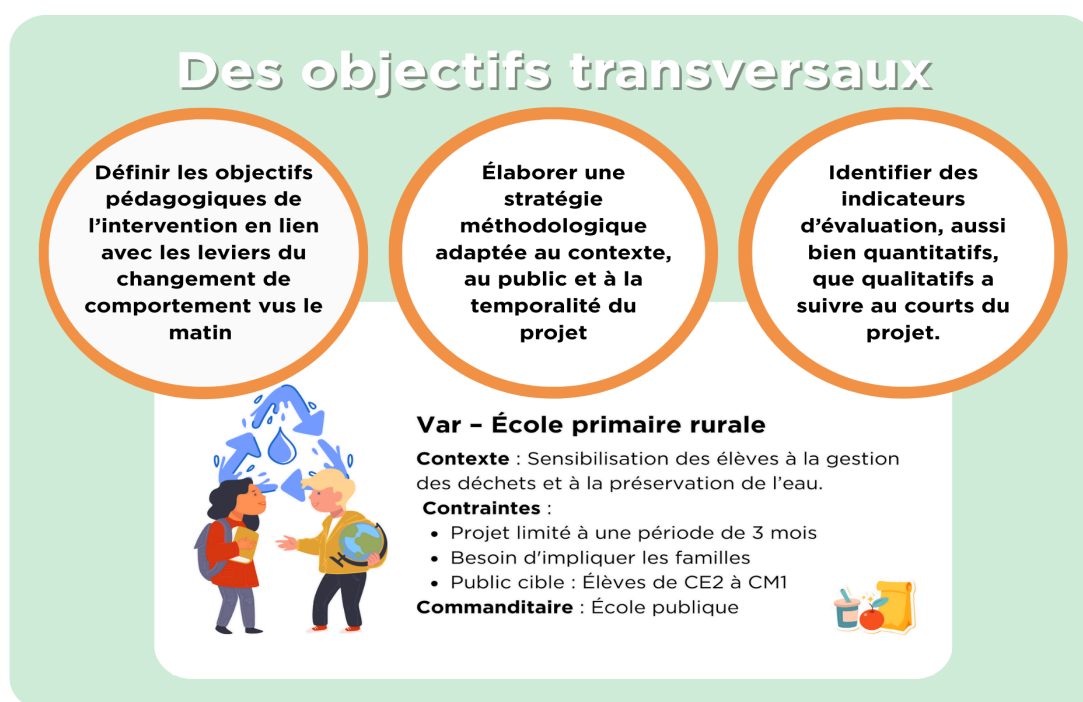 Des objectifs transversaux
Définir les objectifs
pédagogiques de
l’intervention en lien
avec les leviers du
changement de
comportement vus le
matin
Élaborer une
stratégie
méthodologique
adaptée au contexte,
au public et à la
temporalité du
projet
Identifier des
indicateurs
d’évaluation, aussi
bien quantitatifs,
que qualitatifs a
suivre au courts du
projet.
Var – École primaire rurale
Contexte : Sensibilisation des élèves à la gestion
des déchets et à la préservation de l’eau.
Contraintes :
• Projet limité à une période de 3 mois
• Besoin d'impliquer les familles
• Public cible : Élèves de CE2 à CM1
Commanditaire : École publique